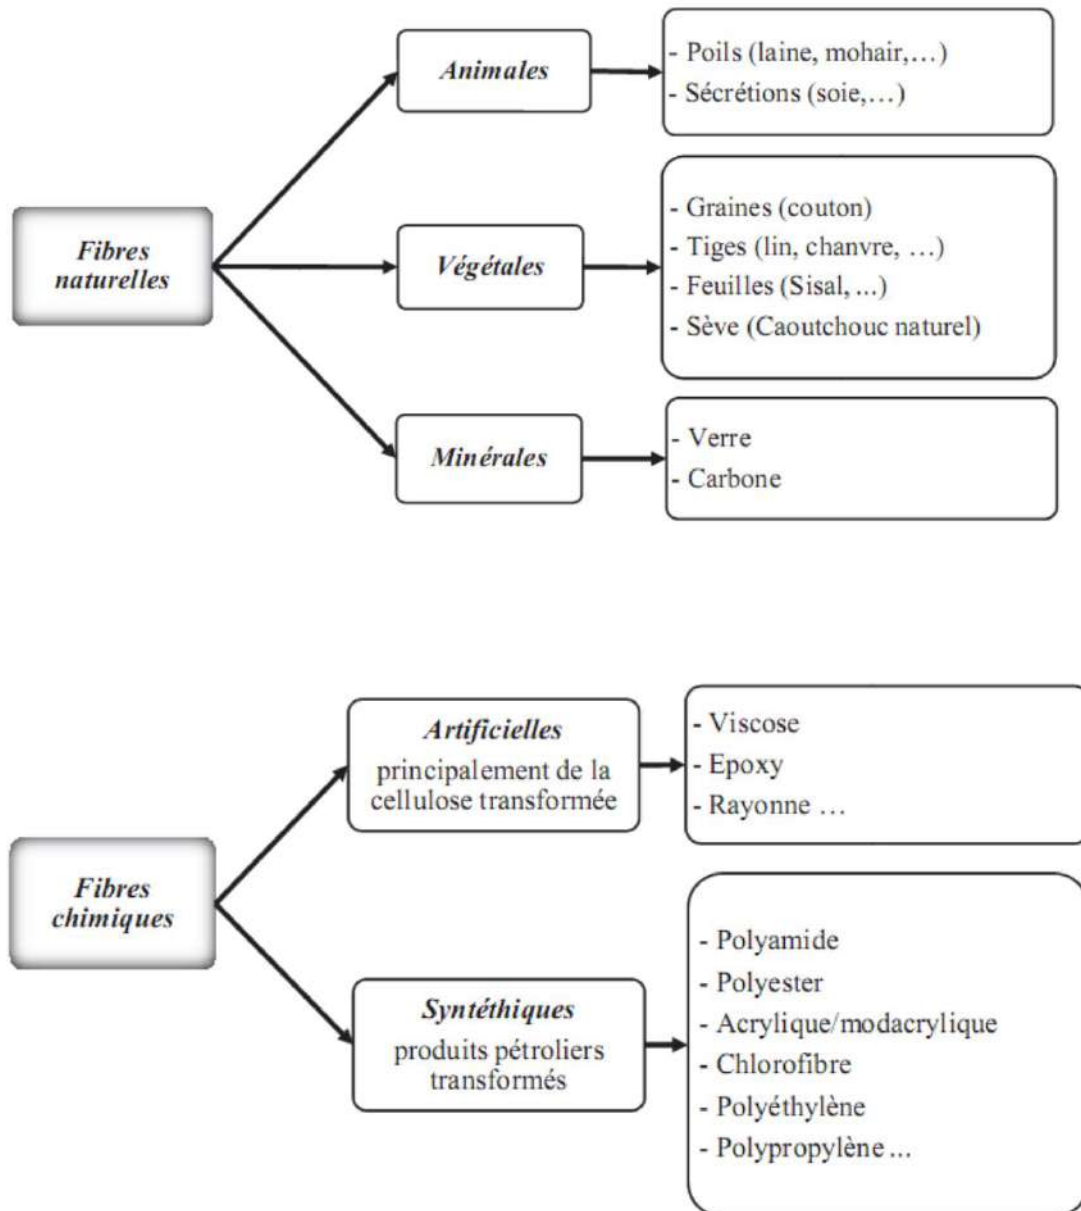 Animales
- Poils (laine, mohair,…)
- Sécrétions (soie,…)
Fibres
naturelles
Végétales
- Graines (couton)
- Tiges (lin, chanvre, …)
- Feuilles (Sisal, ...)
- Sève (Caoutchouc naturel)
Minérales
- Verre
- Carbone
Fibres
chimiques
Artificielles
principalement de la
cellulose transformée
- Viscose
- Epoxy
- Rayonne …
Syntéthiques
produits pétroliers
transformés
- Polyamide
- Polyester
- Acrylique/modacrylique
- Chlorofibre
- Polyéthylène
- Polypropylène ...